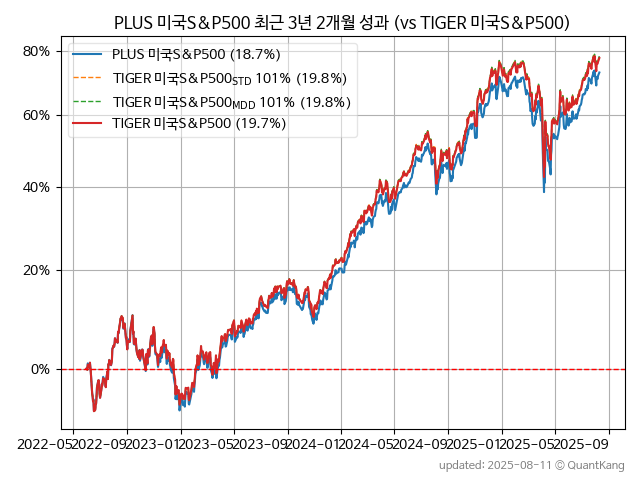 PLUS 미국S&P500 최근 3년 2개월 성과 (vs TIGER 미국S&P500)
PLUS 미국S&P500 (18.7%)
TIGER 미국S&P500STD 101% (19.8%)
TIGER 미국S&P500MDD 101% (19.8%)
TIGER 미국S&P500 (19.7%)
80%
60%
40%
20%
0%
2022-05 2022-09 2023-01 2023-05 2023-09 2024-01 2024-05 2024-09 2025-01 2025-05 2025-09
updated: 2025-08-11 © QuantKang